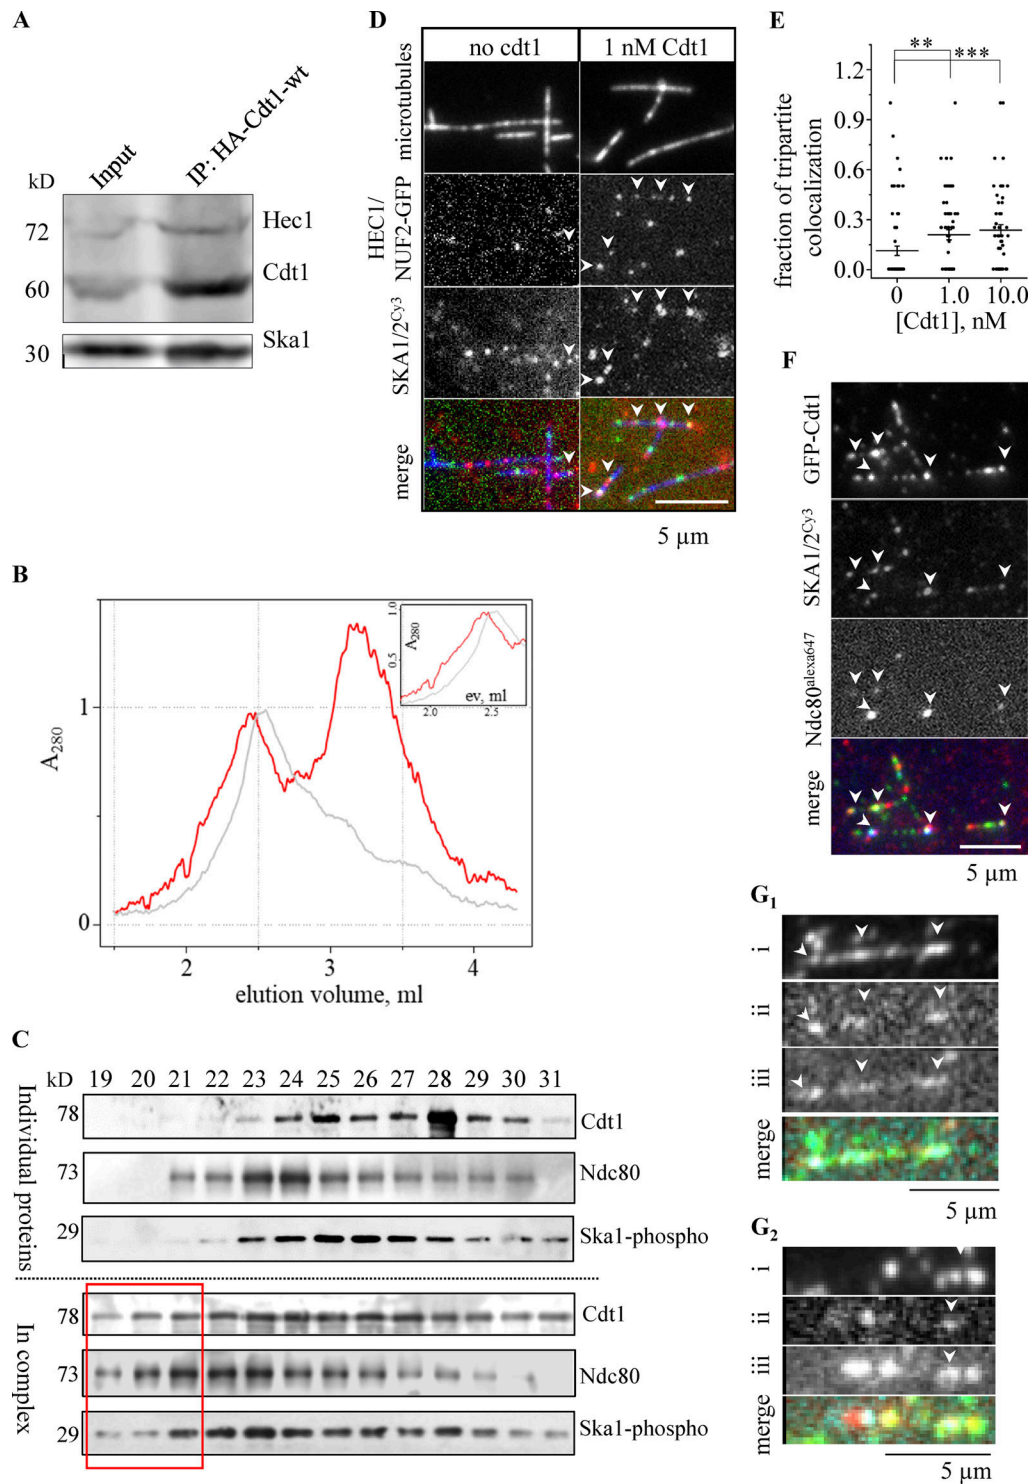 A
Input
IP: HA-Cdt1-wt
kD
72
60
30
Hec1
Cdt1
Ska1
B
A280
1
0
2
3
4
elution volume, ml
A280
1.0
0.5
ev, ml
2.0
2.5
C
Individual proteins
In complex
kD
19 20 21 22 23 24 25 26 27 28 29 30 31
78
Cdt1
73
Ndc80
29
Ska1-phospho
78
Cdt1
73
Ndc80
29
Ska1-phospho
D
no cdt1
1 nM Cdt1
microtubules
HEC1/
NUF2-GFP
SKA1/2Cy3
merge
5 µm
E
fraction of tripartite
colocalization
**
***
1.2
0.9
0.6
0.3
0.0
0
1.0
10.0
[Cdt1], nM
F
GFP-Cdt1
SKA1/2Cy3
Ndc80alexa647
merge
5 µm
G1
i
ii
iii
merge
5 µm
G2
i
ii
iii
merge
5 µm